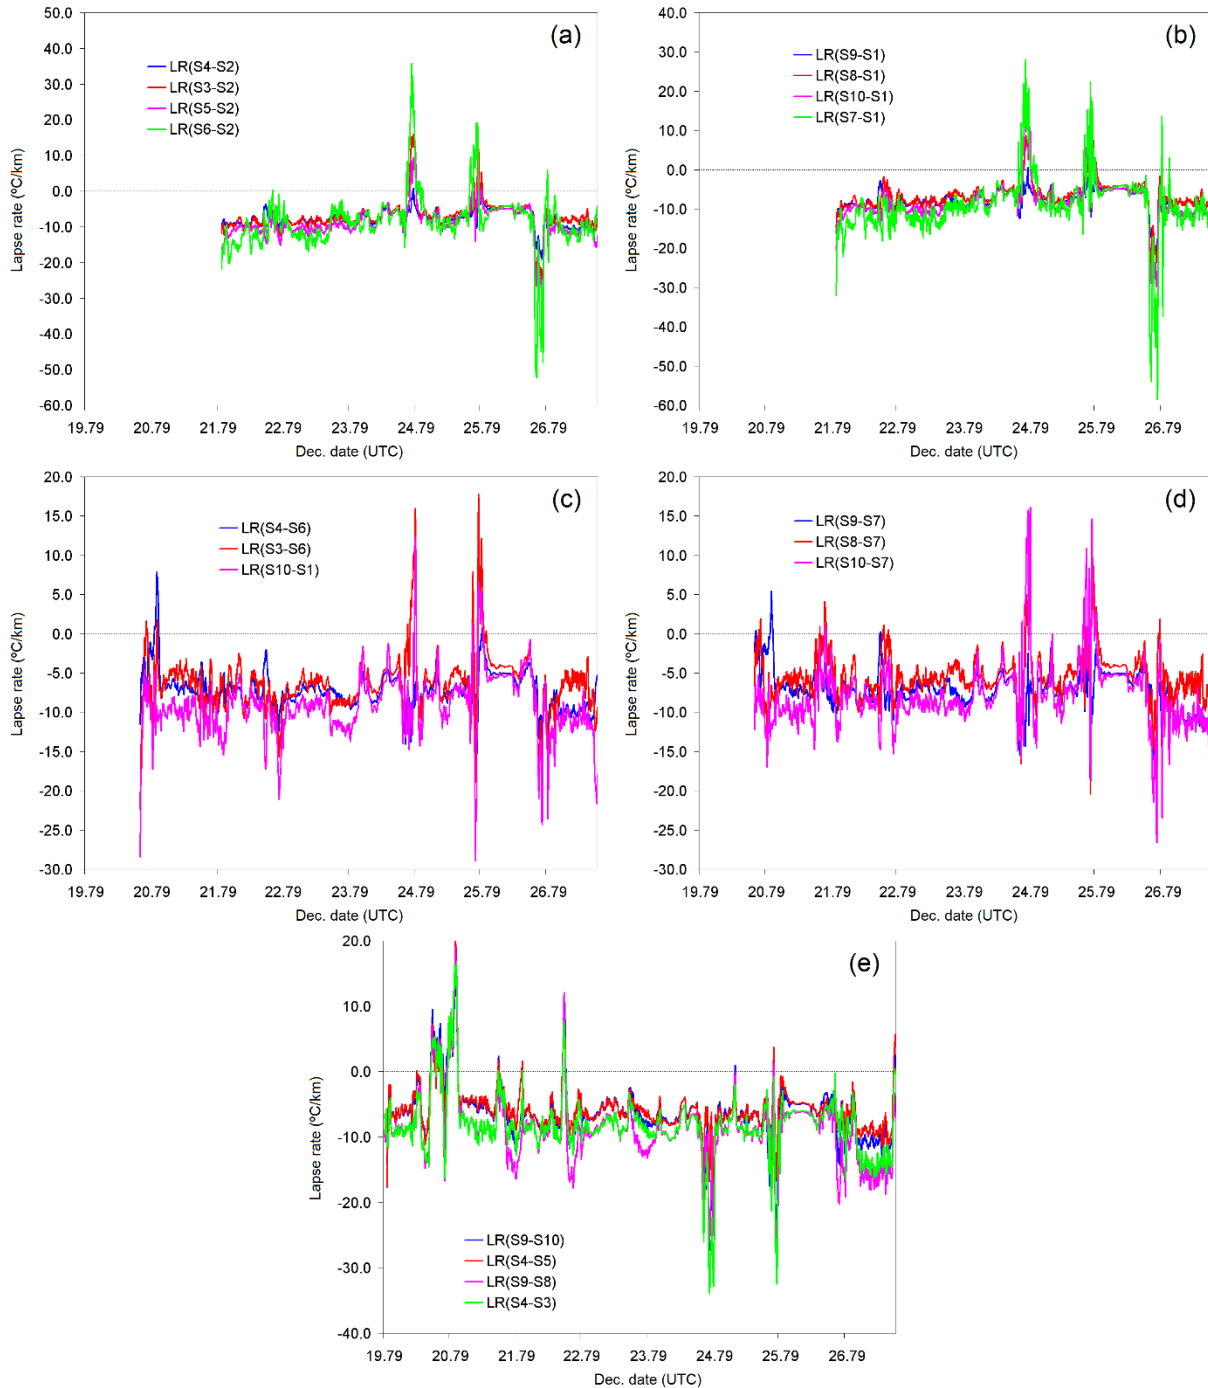 (a)
50.0
40.0
30.0
20.0
10.0
0.0
-10.0
-20.0
-30.0
-40.0
-50.0
-60.0
Lapse rate (ºC/km)
LR(S4-S2)
LR(S3-S2)
LR(S5-S2)
LR(S6-S2)
19.79 20.79 21.79 22.79 23.79 24.79 25.79 26.79
Dec. date (UTC)
(b)
40.0
30.0
20.0
10.0
0.0
-10.0
-20.0
-30.0
-40.0
-50.0
-60.0
Lapse rate (ºC/km)
LR(S9-S1)
LR(S8-S1)
LR(S10-S1)
LR(S7-S1)
19.79 20.79 21.79 22.79 23.79 24.79 25.79 26.79
Dec. date (UTC)
(c)
20.0
15.0
10.0
5.0
0.0
-5.0
-10.0
-15.0
-20.0
-25.0
-30.0
Lapse rate (ºC/km)
LR(S4-S6)
LR(S3-S6)
LR(S10-S1)
19.79 20.79 21.79 22.79 23.79 24.79 25.79 26.79
Dec. date (UTC)
(d)
20.0
15.0
10.0
5.0
0.0
-5.0
-10.0
-15.0
-20.0
-25.0
-30.0
Lapse rate (ºC/km)
LR(S9-S7)
LR(S8-S7)
LR(S10-S7)
19.79 20.79 21.79 22.79 23.79 24.79 25.79 26.79
Dec. date (UTC)
(e)
20.0
10.0
0.0
-10.0
-20.0
-30.0
-40.0
Lapse rate (ºC/km)
LR(S9-S10)
LR(S4-S5)
LR(S9-S8)
LR(S4-S3)
19.79 20.79 21.79 22.79 23.79 24.79 25.79 26.79
Dec. date (UTC)